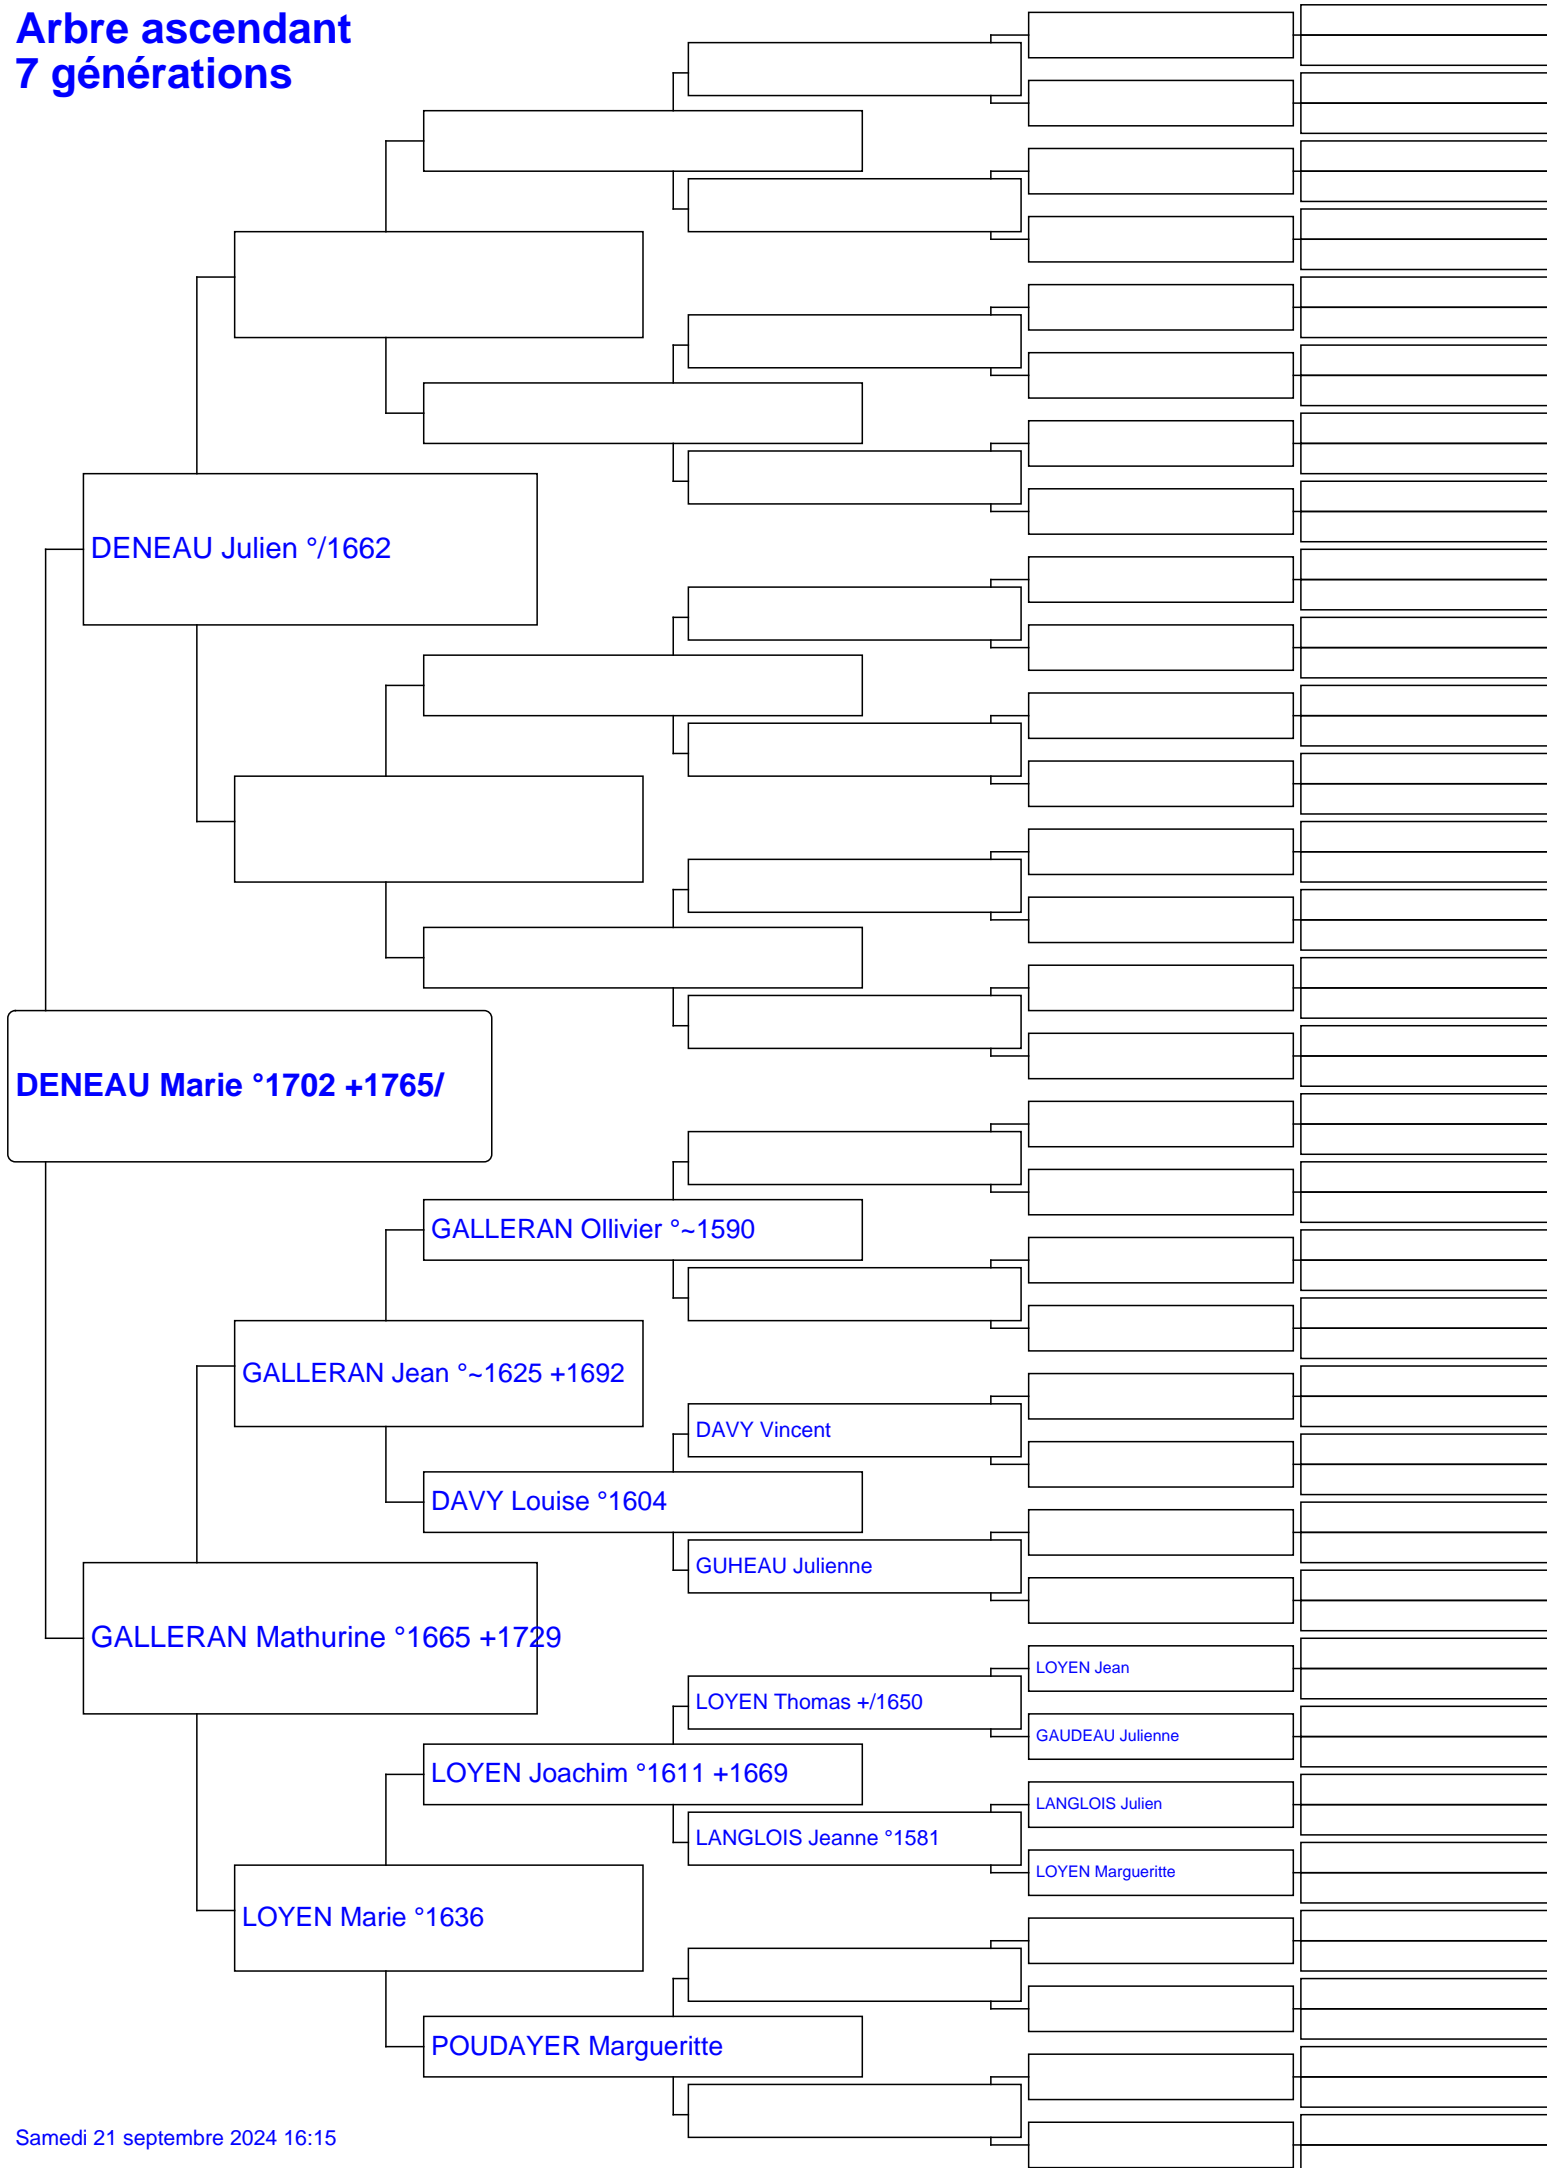 Arbre ascendant
7 générations
DENEAU Julien °/1662
DENEAU Marie °1702 +1765/
GALLERAN Ollivier °~1590
GALLERAN Jean °~1625 +1692
DAVY Vincent
DAVY Louise °1604
GUHEAU Julienne
GALLERAN Mathurine °1665 +1729
LOYEN Jean
LOYEN Thomas +/1650
GAUDEAU Julienne
LOYEN Joachim °1611 +1669
LANGLOIS Julien
LANGLOIS Jeanne °1581
LOYEN Margueritte
LOYEN Marie °1636
POUDAYER Margueritte
Samedi 21 septembre 2024 16:15